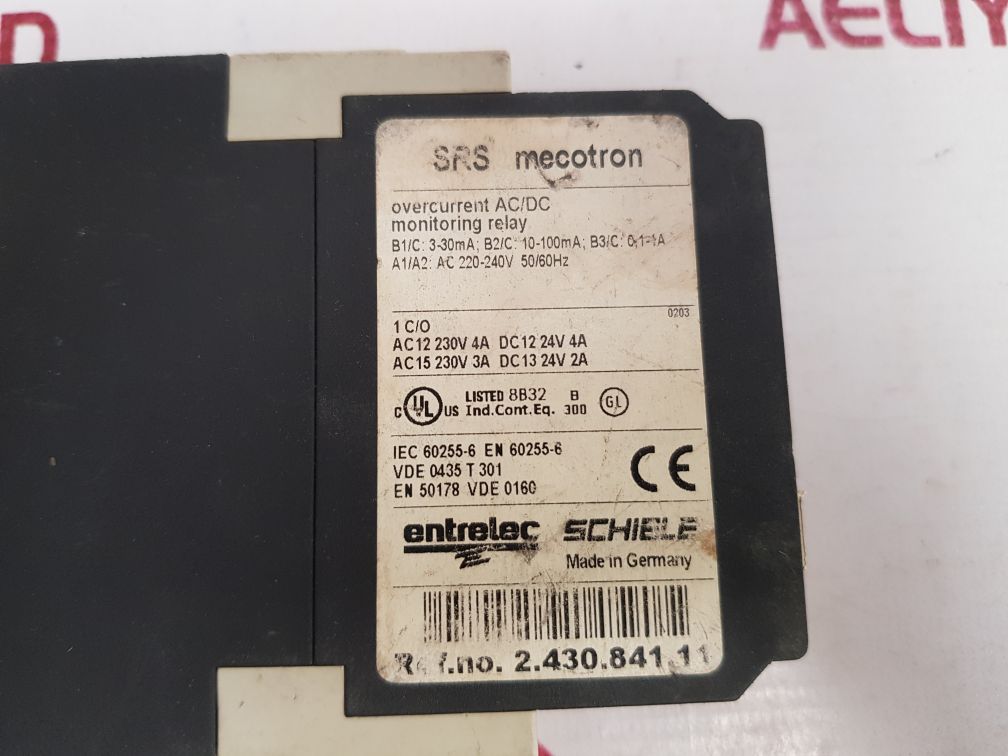 AELIY
SRS mecotron
overcurrent AC/DC
monitoring relay
B1/C: 3-30mA; B2/C: 10-100mA; B3/C: 0,1-1A
A1/A2: AC 220-240V 50/60Hz
0203
1 C/O
AC12 230V 4A DC12 24V 4A
AC15 230V 3A DC13 24V 2A
C UL US LISTED 8B32 B
Ind.Cont.Eq. 300 GL
IEC 60255-6 EN 60255-6
VDE 0435 T 301
EN 50178 VDE 0160
CE
entrelec SCHIELE
Made in Germany
Ref.no. 2.430.841.11